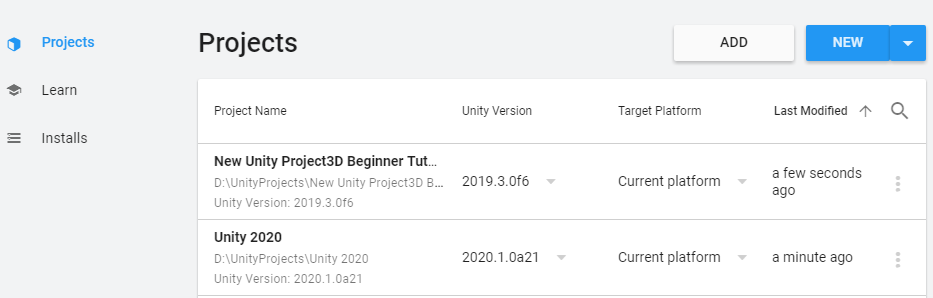 Projects
Learn
Installs
Projects
ADD
NEW
Project Name
Unity Version
Target Platform
Last Modified
New Unity Project3D Beginner Tut...
D:\UnityProjects\New Unity Project3D B...
Unity Version: 2019.3.0f6
2019.3.0f6
Current platform
a few seconds
ago
Unity 2020
D:\UnityProjects\Unity 2020
Unity Version: 2020.1.0a21
2020.1.0a21
Current platform
a minute ago